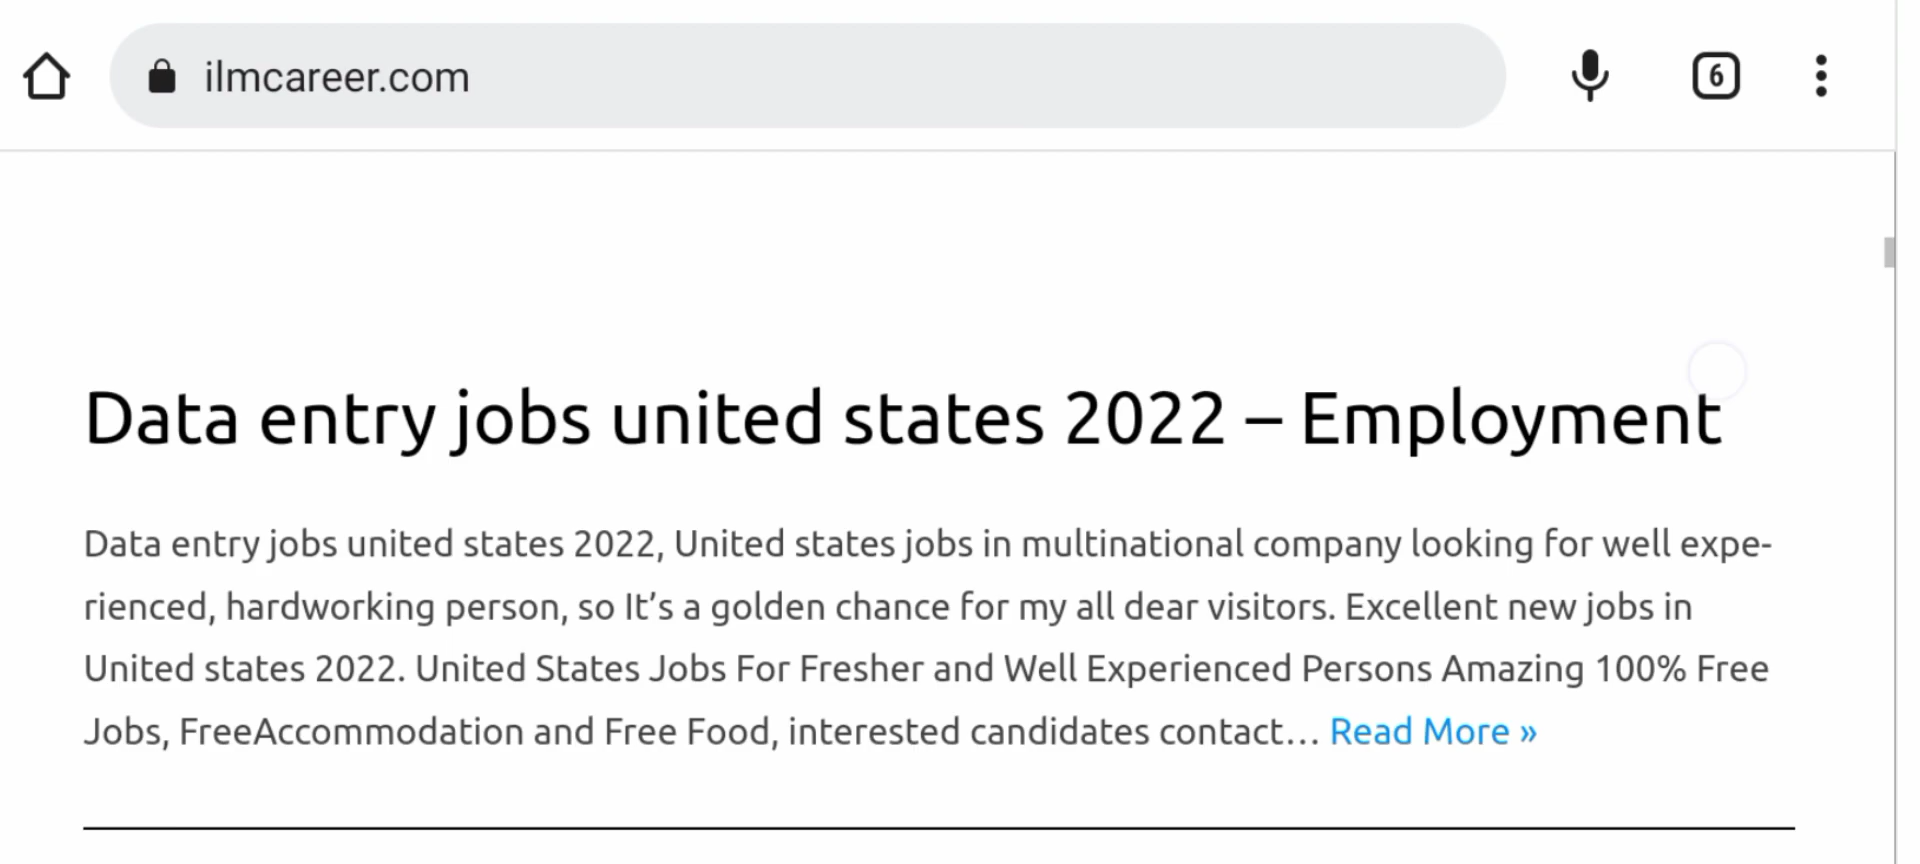 ilmcareer.com
6
Data entry jobs united states 2022 – Employment
Data entry jobs united states 2022, United states jobs in multinational company looking for well expe-
rienced, hardworking person, so It’s a golden chance for my all dear visitors. Excellent new jobs in
United states 2022. United States Jobs For Fresher and Well Experienced Persons Amazing 100% Free
Jobs, FreeAccommodation and Free Food, interested candidates contact… Read More »